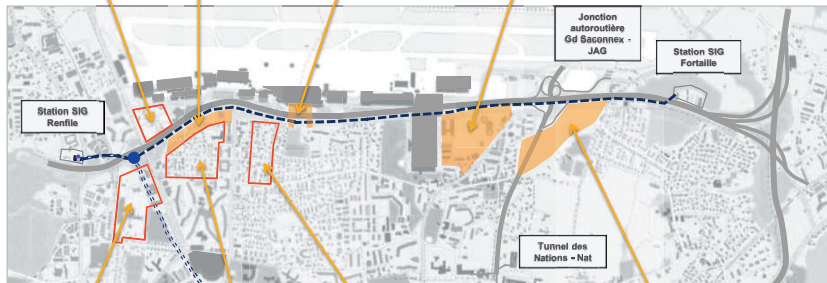 Jonction
autoroutière
Gd Saconnex -
JAG
Station SIG
Fortaille
Station SIG
Renfile
Tunnel des
Nations - Nat